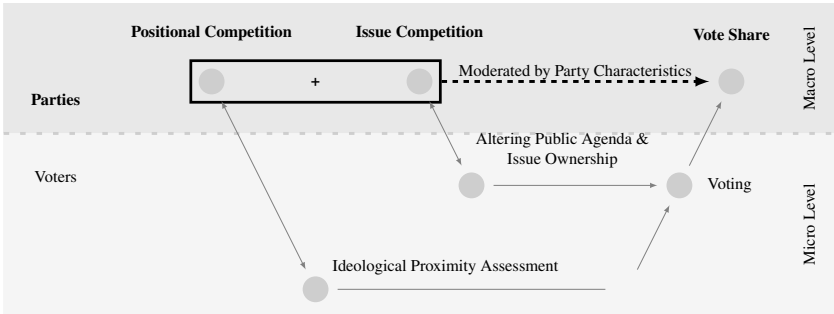 Positional Competition
Issue Competition
Vote Share
Macro Level
+
Moderated by Party Characteristics
Parties
Altering Public Agenda &
Issue Ownership
Voters
Voting
Micro Level
Ideological Proximity Assessment